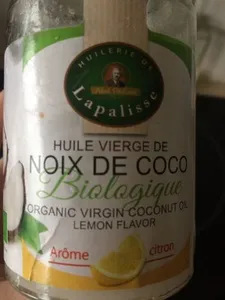 HUILERIE DE
Lapalisse
HUILE VIERGE DE
NOIX DE COCO
Biologique
ORGANIC VIRGIN COCONUT OIL
LEMON FLAVOR
Arôme citron